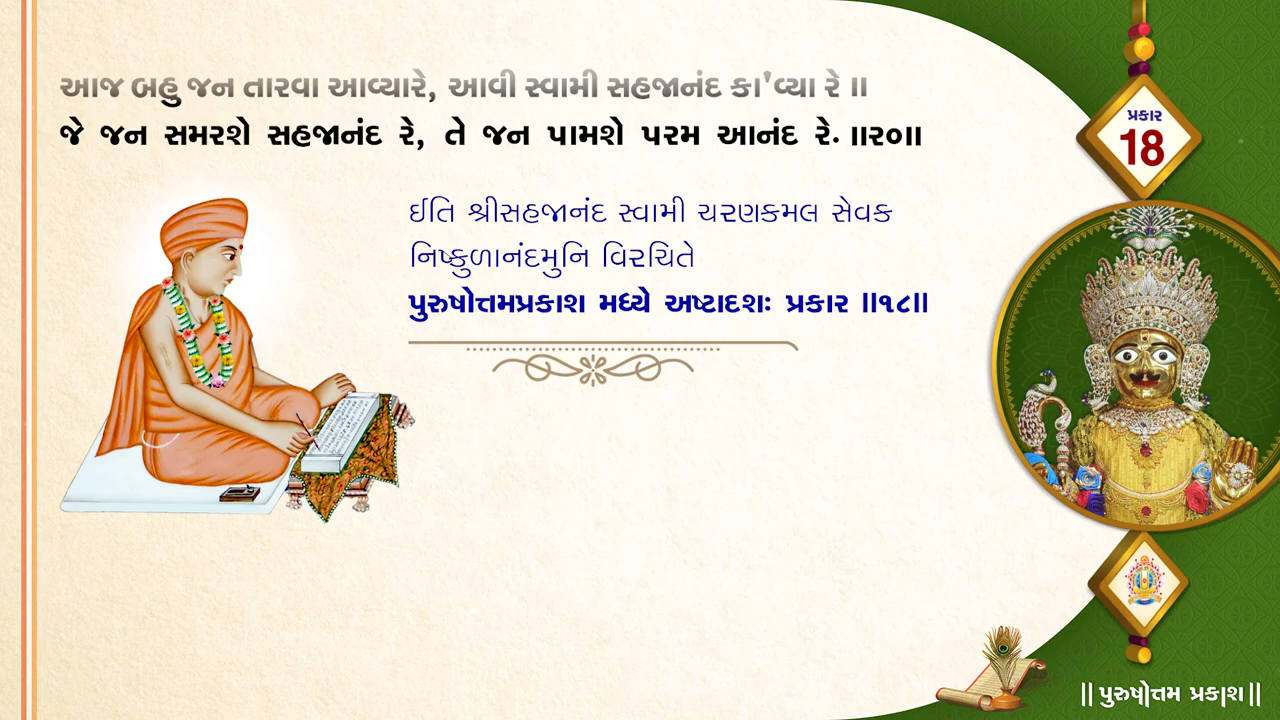 આજ બહુ જન તારવા આવ્યારે, આવી સ્વામી સહજાનંદ કા'વ્યા રે ॥
જે જન સમરશે સહજાનંદ રે, તે જન પામશે પરમ આનંદ રે. ॥૨૦॥
પ્રકાર
18
ઈતિ શ્રીસહજાનંદ સ્વામી ચરણકમલ સેવક
નિષ્કુળાનંદમુનિ વિરચિતે
પુરુષોત્તમપ્રકાશ મધ્યે અષ્ટાદશઃ પ્રકાર ॥૧૮॥
|| પુરુષોત્તમ પ્રકાશ ||